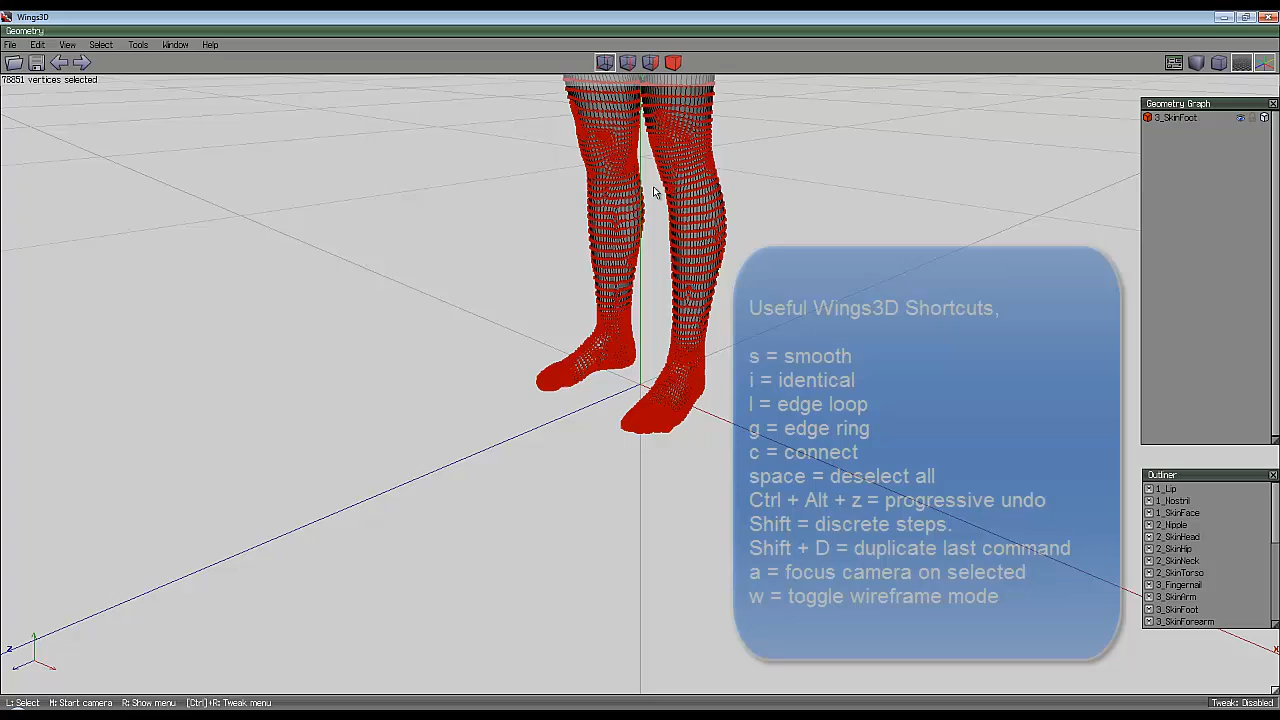 Wings3D
Geometry
File Edit View Select Tools Window Help
78851 vertices selected
Geometry Graph
3_SkinFoot
Useful Wings3D Shortcuts,
s = smooth
i = identical
l = edge loop
g = edge ring
c = connect
space = deselect all
Ctrl + Alt + z = progressive undo
Shift = discrete steps.
Shift + D = duplicate last command
a = focus camera on selected
w = toggle wireframe mode
Outliner
1_Lip
1_Nostril
1_SkinFace
2_Nipple
2_SkinHead
2_SkinHip
2_SkinNeck
2_SkinTorso
3_Fingernail
3_SkinArm
3_SkinFoot
3_SkinForearm
Z
X
L: Select M: Start camera R: Show menu [Ctrl]+R: Tweak menu
Tweak: Disabled